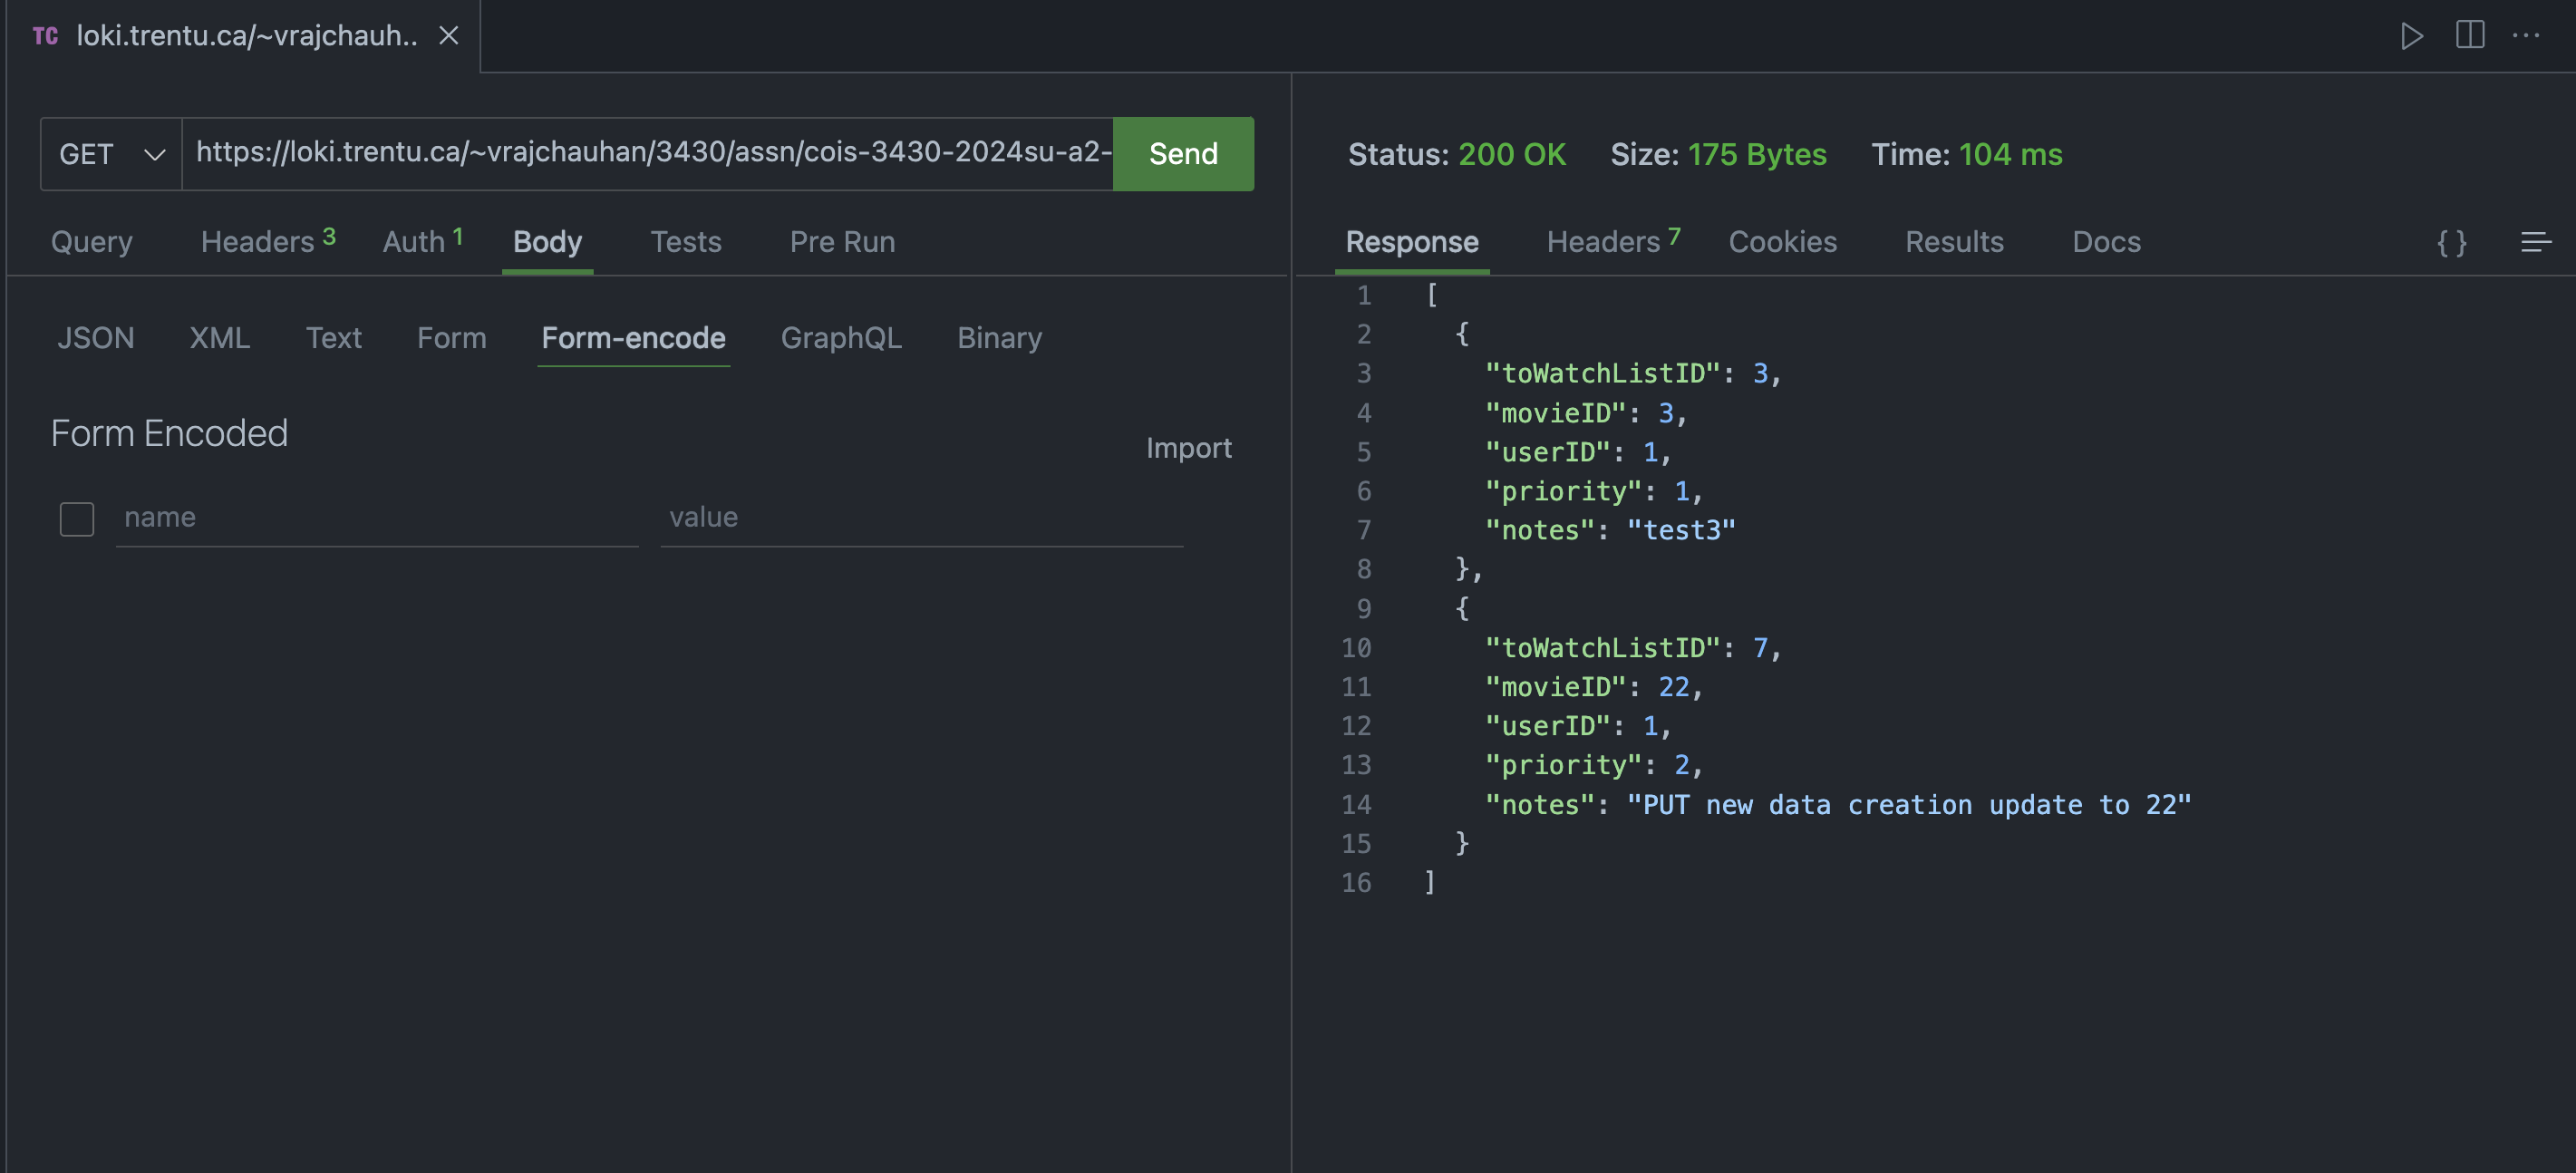 TC loki.trentu.ca/~vrajchauh..
GET https://loki.trentu.ca/~vrajchauhan/3430/assn/cois-3430-2024su-a2- Send
Query Headers 3 Auth 1 Body Tests Pre Run
JSON XML Text Form Form-encode GraphQL Binary
Form Encoded
Import
name value
Status: 200 OK Size: 175 Bytes Time: 104 ms
Response Headers 7 Cookies Results Docs { }
1 [
2 {
3 "toWatchListID": 3,
4 "movieID": 3,
5 "userID": 1,
6 "priority": 1,
7 "notes": "test3"
8 },
9 {
10 "toWatchListID": 7,
11 "movieID": 22,
12 "userID": 1,
13 "priority": 2,
14 "notes": "PUT new data creation update to 22"
15 }
16 ]